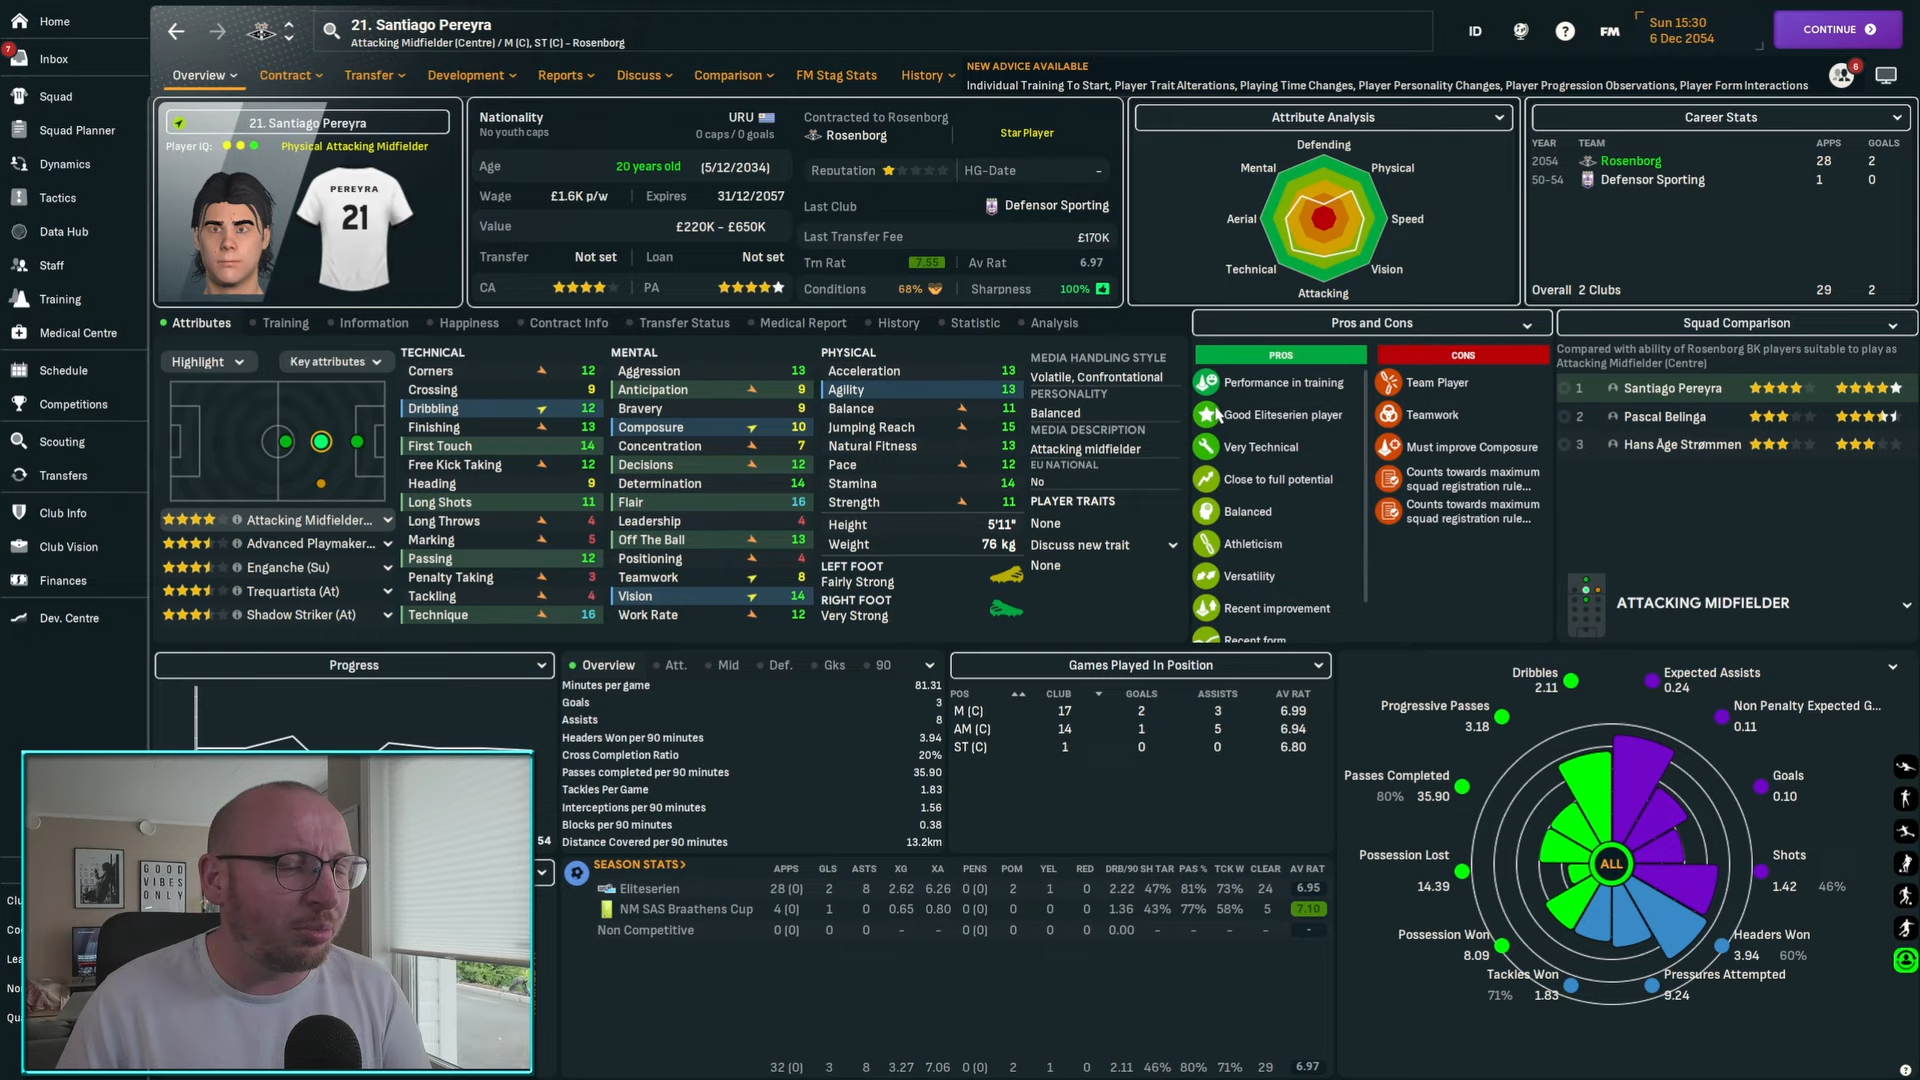 Home
7
Inbox
Squad
Squad Planner
Dynamics
Tactics
Data Hub
Staff
Training
Medical Centre
Schedule
Competitions
Scouting
Transfers
Club Info
Club Vision
Finances
Dev. Centre
21. Santiago Pereyra
Attacking Midfielder (Centre) / M (C), ST (C) - Rosenborg
ID
FM
Sun 15:30
6 Dec 2054
CONTINUE
Overview
Contract
Transfer
Development
Reports
Discuss
Comparison
FM Stag Stats
History
NEW ADVICE AVAILABLE
Individual Training To Start, Player Trait Alterations, Playing Time Changes, Player Personality Changes, Player Progression Observations, Player Form Interactions
6
21. Santiago Pereyra
Player IQ: Physical Attacking Midfielder
PEREYRA
21
Nationality URU
No youth caps 0 caps / 0 goals
Age 20 years old (5/12/2034)
Wage £1.6K p/w Expires 31/12/2057
Value £220K - £650K
Transfer Not set Loan Not set
CA PA
Contracted to Rosenborg
Rosenborg Star Player
Reputation HG-Date -
Last Club Defensor Sporting
Last Transfer Fee £170K
Trn Rat 7.55 Av Rat 6.97
Conditions 68% Sharpness 100%
Attribute Analysis
Defending
Mental Physical
Aerial Speed
Technical Vision
Attacking
Career Stats
YEAR TEAM APPS GOALS
2054 Rosenborg 28 2
50-54 Defensor Sporting 1 0
Overall 2 Clubs 29 2
Attributes Training Information Happiness Contract Info Transfer Status Medical Report History Statistic Analysis
Highlight Key attributes
Attacking Midfielder...
Advanced Playmaker...
Enganche (Su)
Trequartista (At)
Shadow Striker (At)
TECHNICAL
Corners 12
Crossing 9
Dribbling 12
Finishing 13
First Touch 14
Free Kick Taking 12
Heading 9
Long Shots 11
Long Throws 4
Marking 5
Passing 12
Penalty Taking 3
Tackling 4
Technique 16
MENTAL
Aggression 13
Anticipation 9
Bravery 9
Composure 10
Concentration 7
Decisions 12
Determination 14
Flair 16
Leadership 4
Off The Ball 13
Positioning 4
Teamwork 8
Vision 14
Work Rate 12
PHYSICAL
Acceleration 13
Agility 13
Balance 11
Jumping Reach 15
Natural Fitness 13
Pace 12
Stamina 14
Strength 11
Height 5'11"
Weight 76 kg
LEFT FOOT
Fairly Strong
RIGHT FOOT
Very Strong
MEDIA HANDLING STYLE
Volatile, Confrontational
PERSONALITY
Balanced
MEDIA DESCRIPTION
Attacking midfielder
EU NATIONAL
No
PLAYER TRAITS
None
Discuss new trait
None
Pros and Cons
PROS
Performance in training
Good Eliteserien player
Very Technical
Close to full potential
Balanced
Athleticism
Versatility
Recent improvement
Recent form
CONS
Team Player
Teamwork
Must improve Composure
Counts towards maximum
squad registration rule...
Counts towards maximum
squad registration rule...
Squad Comparison
Compared with ability of Rosenborg BK players suitable to play as
Attacking Midfielder (Centre)
1 Santiago Pereyra
2 Pascal Belinga
3 Hans Åge Strømmen
ATTACKING MIDFIELDER
Progress
54
Overview Att. Mid Def. Gks 90
Minutes per game 81.31
Goals 3
Assists 8
Headers Won per 90 minutes 3.94
Cross Completion Ratio 20%
Passes completed per 90 minutes 35.90
Tackles Per Game 1.83
Interceptions per 90 minutes 1.56
Blocks per 90 minutes 0.38
Distance Covered per 90 minutes 13.2km
Games Played In Position
POS CLUB GOALS ASSISTS AV RAT
M (C) 17 2 3 6.99
AM (C) 14 1 5 6.94
ST (C) 1 0 0 6.80
SEASON STATS> APPS GLS ASTS XG XA PENS POM YEL RED DRB/90 SH TAR PAS % TCK W CLEAR AV RAT
Eliteserien 28 (0) 2 8 2.62 6.26 0 (0) 2 1 0 2.22 47% 81% 73% 24 6.95
NM SAS Braathens Cup 4 (0) 1 0 0.65 0.80 0 (0) 0 0 0 1.36 43% 77% 58% 5 7.10
Non Competitive 0 (0) 0 0 - - 0 (0) 0 0 0 0.00 - - - 0 -
32 (0) 3 8 3.27 7.06 0 (0) 2 1 0 2.11 46% 80% 71% 29 6.97
Dribbles
2.11
Expected Assists
0.24
Progressive Passes
3.18
Non Penalty Expected G...
0.11
Passes Completed
80% 35.90
Goals
0.10
Possession Lost
14.39
ALL
Shots
1.42 46%
Possession Won
8.09
Headers Won
3.94 60%
Tackles Won
71% 1.83
Pressures Attempted
9.24
GOOD
VIBES
ONLY
Clu
Co
Lea
No
Qu